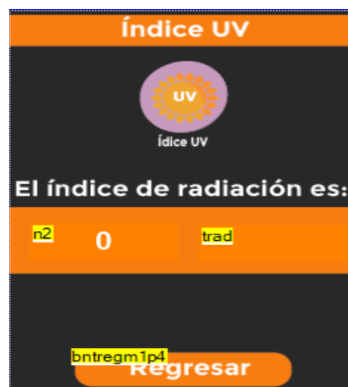 Índice UV
UV
Ídice UV
El índice de radiación es:
n2
0
trad
bntregm1p4
Regresar